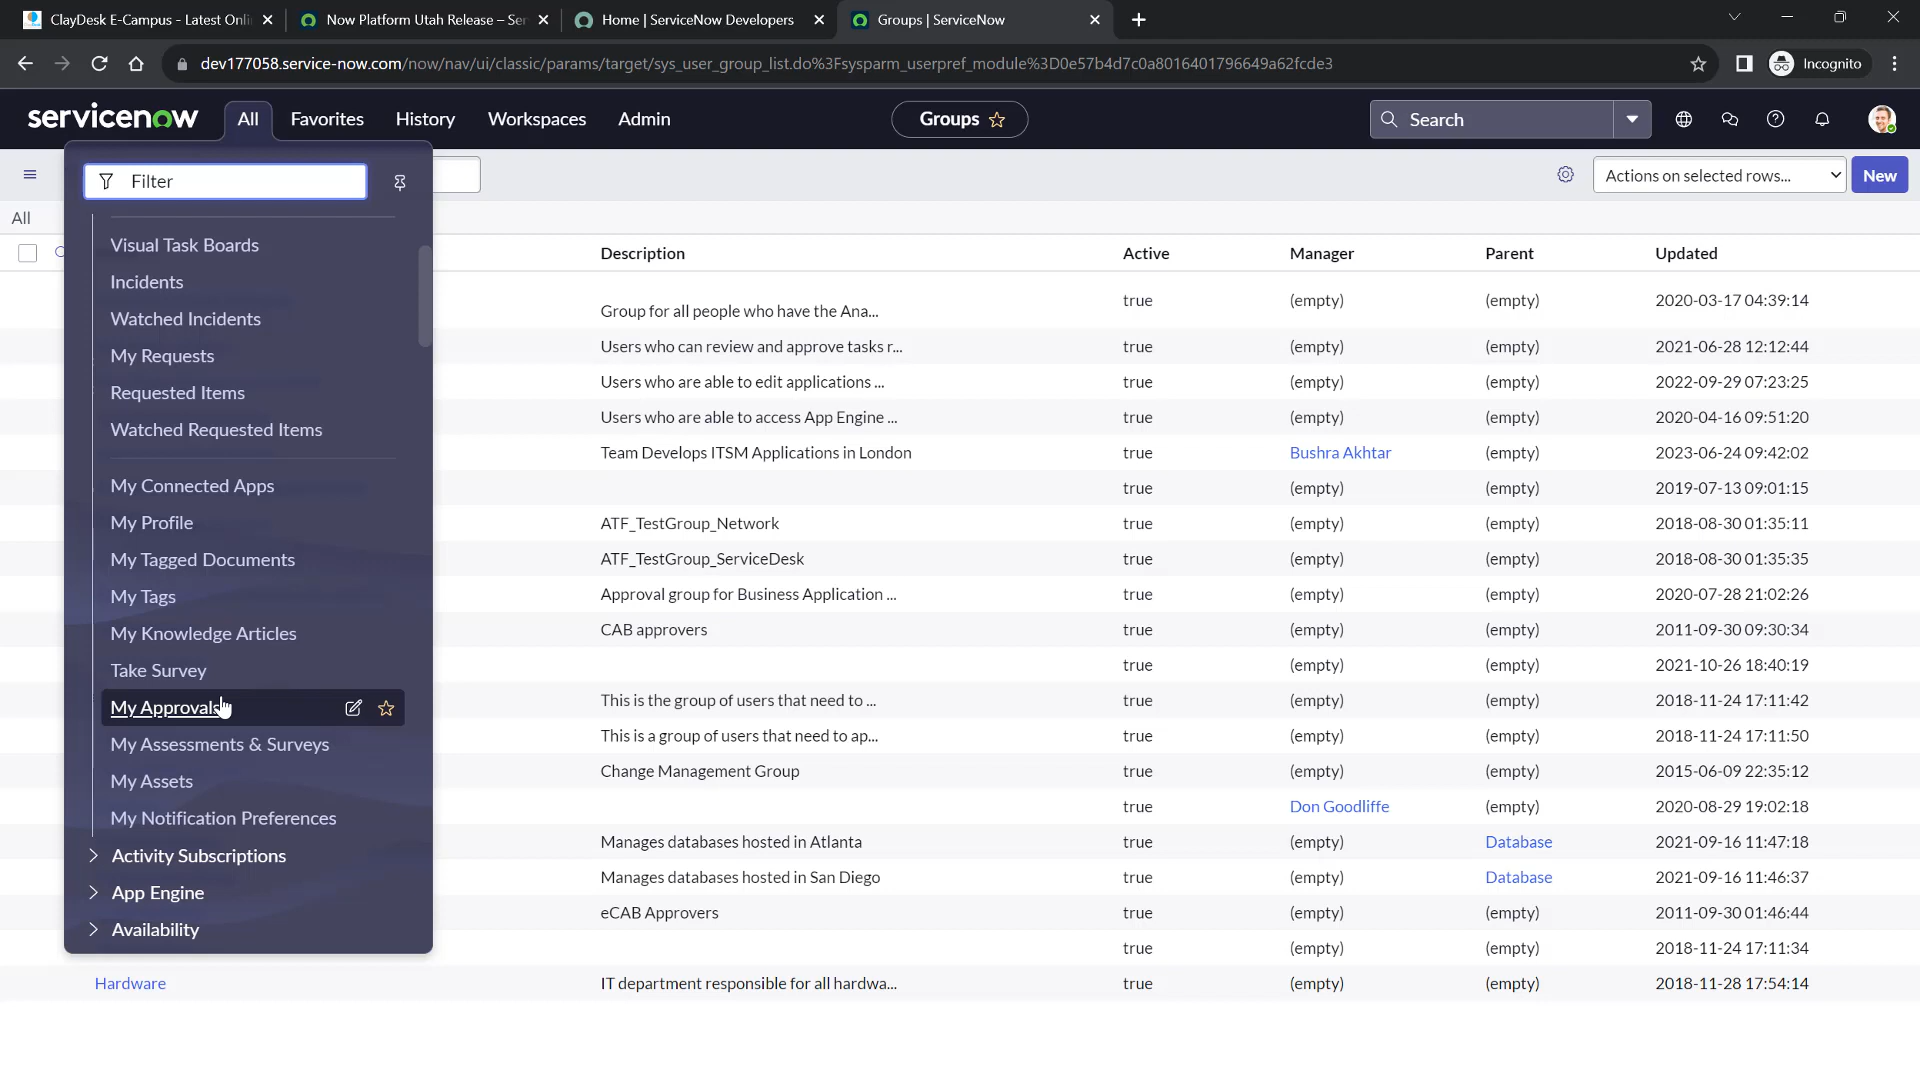 ClayDesk E-Campus - Latest Onli
Now Platform Utah Release – Ser
Home | ServiceNow Developers
Groups | ServiceNow
dev177058.service-now.com/now/nav/ui/classic/params/target/sys_user_group_list.do%3Fsysparm_userpref_module%3D0e57b4d7c0a8016401796649a62fcde3
Incognito
servicenow
All Favorites History Workspaces Admin
Groups
Search
Filter
Actions on selected rows...
New
All
Description Active Manager Parent Updated
true (empty) (empty) 2020-03-17 04:39:14
Group for all people who have the Ana...
Users who can review and approve tasks r... true (empty) (empty) 2021-06-28 12:12:44
Users who are able to edit applications ... true (empty) (empty) 2022-09-29 07:23:25
Users who are able to access App Engine ... true (empty) (empty) 2020-04-16 09:51:20
Team Develops ITSM Applications in London true Bushra Akhtar (empty) 2023-06-24 09:42:02
true (empty) (empty) 2019-07-13 09:01:15
ATF_TestGroup_Network true (empty) (empty) 2018-08-30 01:35:11
ATF_TestGroup_ServiceDesk true (empty) (empty) 2018-08-30 01:35:35
Approval group for Business Application ... true (empty) (empty) 2020-07-28 21:02:26
CAB approvers true (empty) (empty) 2011-09-30 09:30:34
true (empty) (empty) 2021-10-26 18:40:19
This is the group of users that need to ... true (empty) (empty) 2018-11-24 17:11:42
This is a group of users that need to ap... true (empty) (empty) 2018-11-24 17:11:50
Change Management Group true (empty) (empty) 2015-06-09 22:35:12
true Don Goodliffe (empty) 2020-08-29 19:02:18
Manages databases hosted in Atlanta true (empty) Database 2021-09-16 11:47:18
Manages databases hosted in San Diego true (empty) Database 2021-09-16 11:46:37
eCAB Approvers true (empty) (empty) 2011-09-30 01:46:44
true (empty) (empty) 2018-11-24 17:11:34
Hardware IT department responsible for all hardwa... true (empty) (empty) 2018-11-28 17:54:14
Visual Task Boards
Incidents
Watched Incidents
My Requests
Requested Items
Watched Requested Items
My Connected Apps
My Profile
My Tagged Documents
My Tags
My Knowledge Articles
Take Survey
My Approvals
My Assessments & Surveys
My Assets
My Notification Preferences
Activity Subscriptions
App Engine
Availability